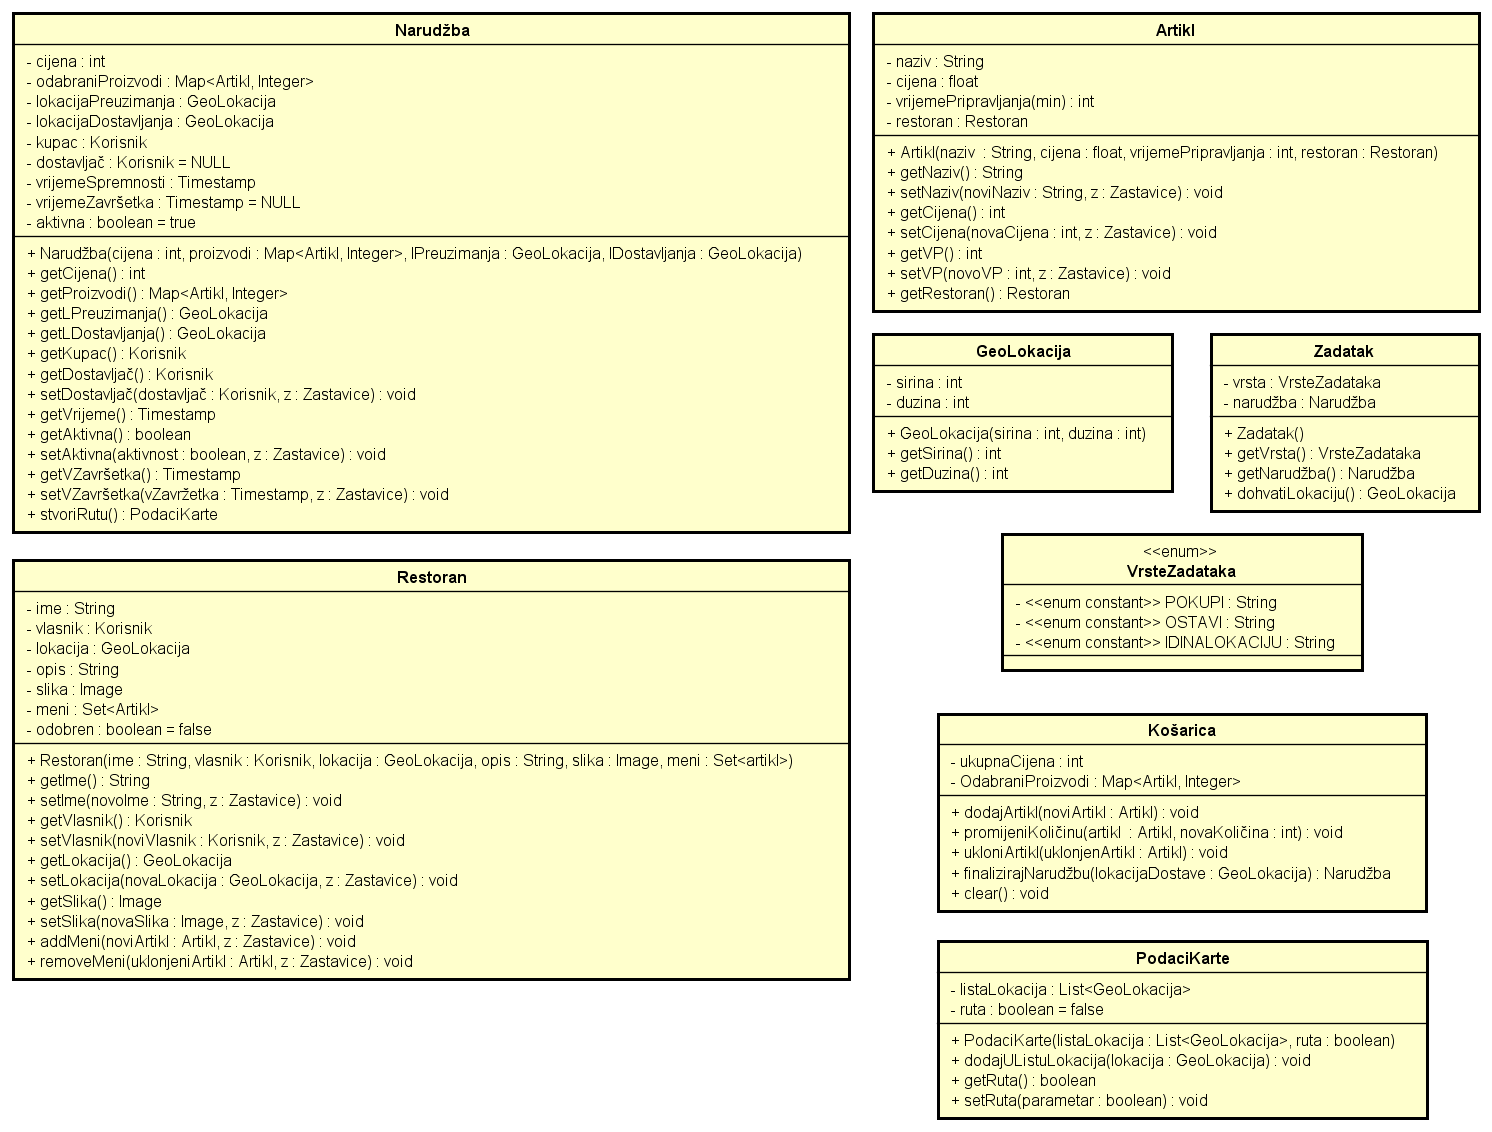 Narudžba
- cijena : int
- odabraniProizvodi : Map<Artikl, Integer>
- lokacijaPreuzimanja : GeoLokacija
- lokacijaDostavljanja : GeoLokacija
- kupac : Korisnik
- dostavljač : Korisnik = NULL
- vrijemeSpremnosti : Timestamp
- vrijemeZavršetka : Timestamp = NULL
- aktivna : boolean = true
+ Narudžba(cijena : int, proizvodi : Map<Artikl, Integer>, lPreuzimanja : GeoLokacija, lDostavljanja : GeoLokacija)
+ getCijena() : int
+ getProizvodi() : Map<Artikl, Integer>
+ getLPreuzimanja() : GeoLokacija
+ getLDostavljanja() : GeoLokacija
+ getKupac() : Korisnik
+ getDostavljač() : Korisnik
+ setDostavljač(dostavljač : Korisnik, z : Zastavice) : void
+ getVrijeme() : Timestamp
+ getAktivna() : boolean
+ setAktivna(aktivnost : boolean, z : Zastavice) : void
+ getVZavršetka() : Timestamp
+ setVZavršetka(vZavržetka : Timestamp, z : Zastavice) : void
+ stvoriRutu() : PodaciKarte
Artikl
- naziv : String
- cijena : float
- vrijemePripravljanja(min) : int
- restoran : Restoran
+ Artikl(naziv : String, cijena : float, vrijemePripravljanja : int, restoran : Restoran)
+ getNaziv() : String
+ setNaziv(noviNaziv : String, z : Zastavice) : void
+ getCijena() : int
+ setCijena(novaCijena : int, z : Zastavice) : void
+ getVP() : int
+ setVP(novoVP : int, z : Zastavice) : void
+ getRestoran() : Restoran
GeoLokacija
- sirina : int
- duzina : int
+ GeoLokacija(sirina : int, duzina : int)
+ getSirina() : int
+ getDuzina() : int
Zadatak
- vrsta : VrsteZadataka
- narudžba : Narudžba
+ Zadatak()
+ getVrsta() : VrsteZadataka
+ getNarudžba() : Narudžba
+ dohvatiLokaciju() : GeoLokacija
<<enum>>
VrsteZadataka
- <<enum constant>> POKUPI : String
- <<enum constant>> OSTAVI : String
- <<enum constant>> IDINALOKACIJU : String
Restoran
- ime : String
- vlasnik : Korisnik
- lokacija : GeoLokacija
- opis : String
- slika : Image
- meni : Set<Artikl>
- odobren : boolean = false
+ Restoran(ime : String, vlasnik : Korisnik, lokacija : GeoLokacija, opis : String, slika : Image, meni : Set<artikl>)
+ getIme() : String
+ setIme(novoIme : String, z : Zastavice) : void
+ getVlasnik() : Korisnik
+ setVlasnik(noviVlasnik : Korisnik, z : Zastavice) : void
+ getLokacija() : GeoLokacija
+ setLokacija(novaLokacija : GeoLokacija, z : Zastavice) : void
+ getSlika() : Image
+ setSlika(novaSlika : Image, z : Zastavice) : void
+ addMeni(noviArtikl : Artikl, z : Zastavice) : void
+ removeMeni(uklonjeniArtikl : Artikl, z : Zastavice) : void
Košarica
- ukupnaCijena : int
- OdabraniProizvodi : Map<Artikl, Integer>
+ dodajArtikl(noviArtikl : Artikl) : void
+ promijeniKoličinu(artikl : Artikl, novaKoličina : int) : void
+ ukloniArtikl(uklonjenArtikl : Artikl) : void
+ finalizirajNarudžbu(lokacijaDostave : GeoLokacija) : Narudžba
+ clear() : void
PodaciKarte
- listaLokacija : List<GeoLokacija>
- ruta : boolean = false
+ PodaciKarte(listaLokacija : List<GeoLokacija>, ruta : boolean)
+ dodajUListuLokacija(lokacija : GeoLokacija) : void
+ getRuta() : boolean
+ setRuta(parametar : boolean) : void